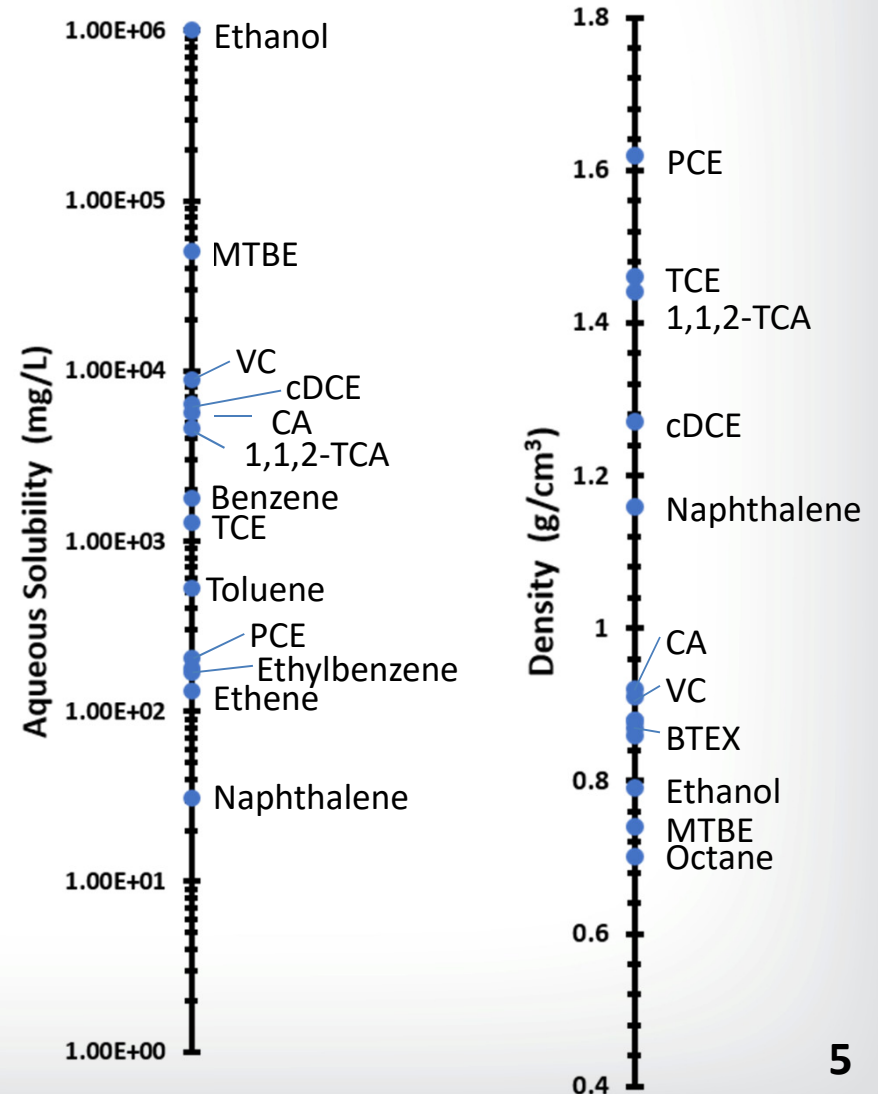 1.00E+06
Ethanol
1.00E+05
MTBE
1.00E+04
VC
cDCE
CA
1,1,2-TCA
Benzene
TCE
1.00E+03
Toluene
PCE
Ethylbenzene
Ethene
1.00E+02
Naphthalene
1.00E+01
1.00E+00
Aqueous Solubility (mg/L)
1.8
PCE
1.6
TCE
1,1,2-TCA
1.4
cDCE
1.2
Naphthalene
1
CA
VC
BTEX
0.8
Ethanol
MTBE
Octane
0.6
0.4
Density (g/cm³)
5